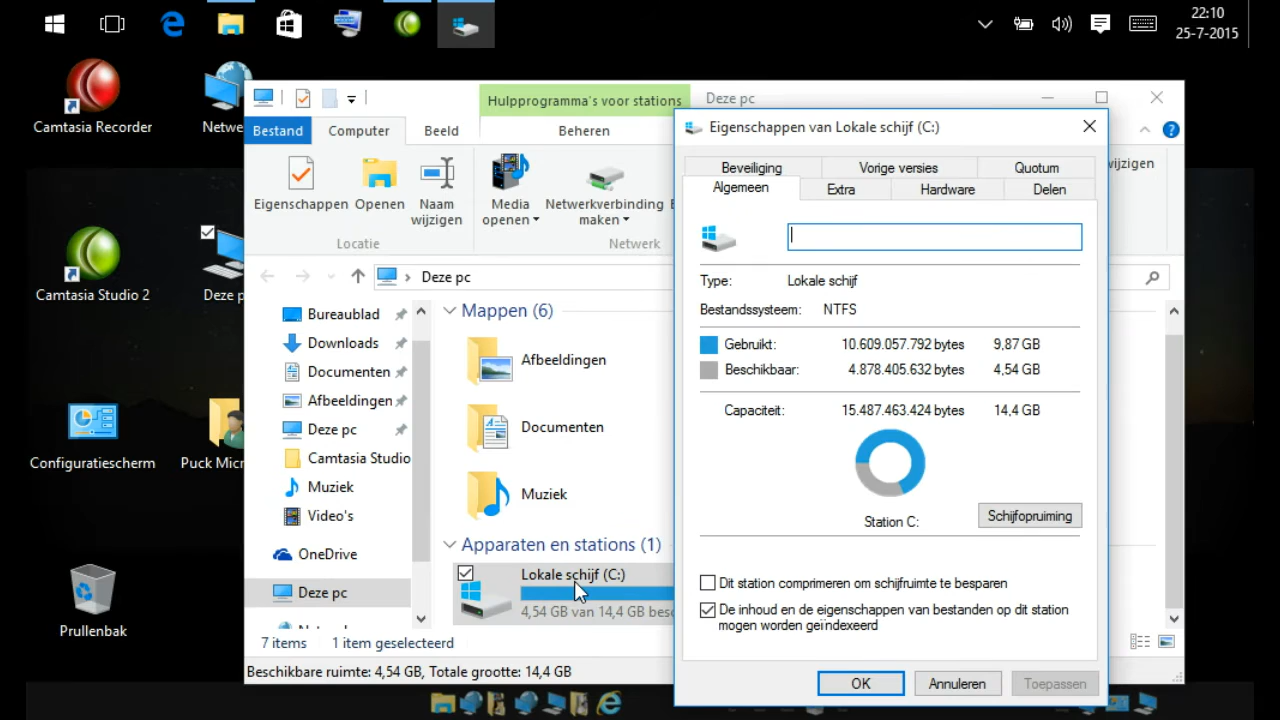 22:10
25-7-2015
Camtasia Recorder
Camtasia Studio 2
Deze p
Configuratiescherm
Puck Micr
Prullenbak
Hulpprogramma's voor stations
Deze pc
Bestand
Computer
Beeld
Beheren
Eigenschappen
Openen
Naam
wijzigen
Media
openen
Netwerkverbinding
maken
Locatie
Netwerk
Deze pc
Bureaublad
Downloads
Documenten
Afbeeldingen
Deze pc
Camtasia Studio
Muziek
Video's
OneDrive
Deze pc
Mappen (6)
Afbeeldingen
Documenten
Muziek
Apparaten en stations (1)
Lokale schijf (C:)
4,54 GB van 14,4 GB
7 items
1 item geselecteerd
Beschikbare ruimte: 4,54 GB, Totale grootte: 14,4 GB
Eigenschappen van Lokale schijf (C:)
Beveiliging
Vorige versies
Quotum
Algemeen
Extra
Hardware
Delen
Type: Lokale schijf
Bestandssysteem: NTFS
Gebruikt: 10.609.057.792 bytes 9,87 GB
Beschikbaar: 4.878.405.632 bytes 4,54 GB
Capaciteit: 15.487.463.424 bytes 14,4 GB
Station C:
Schijfopruiming
Dit station comprimeren om schijfruimte te besparen
De inhoud en de eigenschappen van bestanden op dit station
mogen worden geïndexeerd
OK
Annuleren
Toepassen